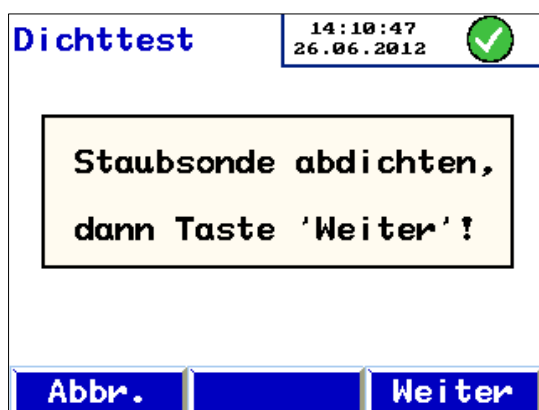 Dichttest
14:10:47
26.06.2012
Staubsonde abdichten,
dann Taste 'Weiter'!
Abbr.
Weiter